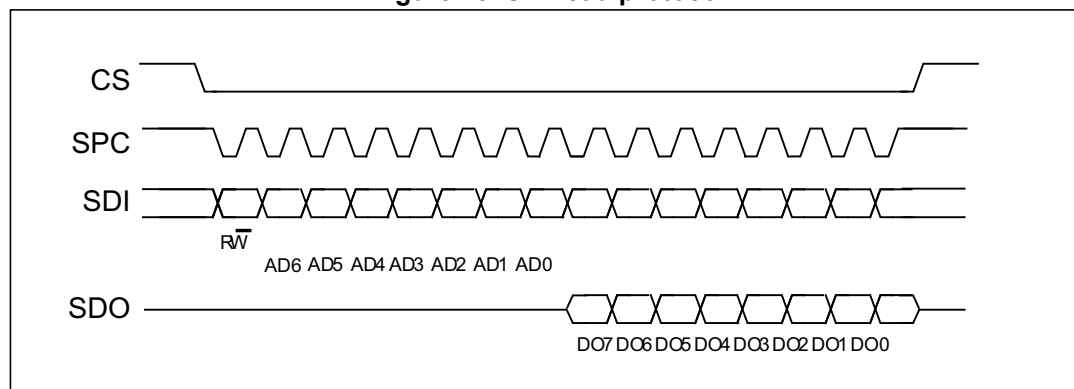 CS
SPC
SDI
RW
AD6 AD5 AD4 AD3 AD2 AD1 AD0
SDO
DO7 DO6 DO5 DO4 DO3 DO2 DO1 DO0